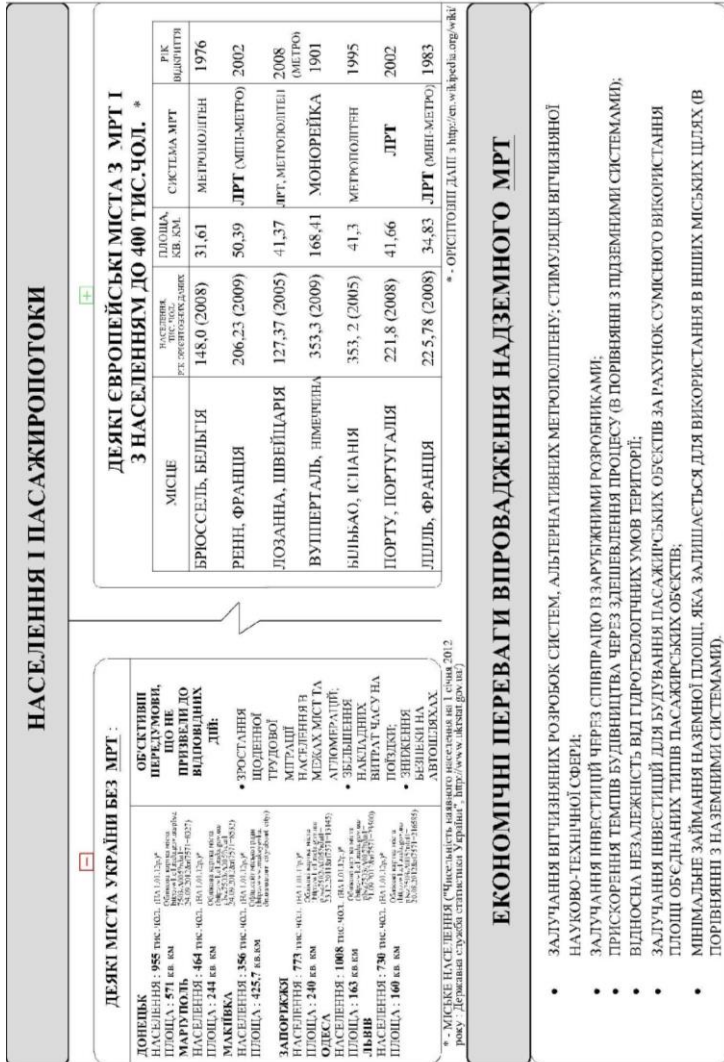 НАСЕЛЕННЯ І ПАСАЖИРОПОТОКИ
ДЕЯКІ МІСТА УКРАЇНИ БЕЗ МРТ :
ДОНЕЦЬК
НАСЕЛЕННЯ : 955 тис. чол.
ПЛОЩА : 571 кв. км
МАРІУПОЛЬ
НАСЕЛЕННЯ : 464 тис. чол.
ПЛОЩА : 244 кв. км
МАКІЇВКА
НАСЕЛЕННЯ : 356 тис. чол.
ПЛОЩА : 425,7 кв.км
ЗАПОРІЖЖЯ
НАСЕЛЕННЯ : 773 тис. чол.
ПЛОЩА : 240 кв. км
ОДЕСА
НАСЕЛЕННЯ : 1008 тис. чол.
ПЛОЩА : 163 кв.км
ЛЬВІВ
НАСЕЛЕННЯ : 730 тис. чол.
ПЛОЩА : 160 кв. км
ОБ'ЄКТИВНІ
ПЕРЕДУМОВИ,
ЩО НЕ
ПРИЗВЕЛИ ДО
ВІДПОВІДНИХ
ДІЙ:
• ЗРОСТАННЯ
ЩОДЕННОЇ
ТРУДОВОЇ
МІГРАЦІЇ
НАСЕЛЕННЯ В
МЕЖАХ МІСТ ТА
АГЛОМЕРАЦІЙ;
• ЗБІЛЬШЕННЯ
НАКЛАДНИХ
ВИТРАТ ЧАСУ НА
ПОЇЗДКИ;
• ЗНИЖЕННЯ
БЕЗПЕКИ НА
АВТОШЛЯХАХ.
* - МІСЬКЕ НАСЕЛЕННЯ ("Чисельність наявного населення на 1 січня 2012
року : Державна служба статистики України", http://www.ukrstat.gov.ua/)
ДЕЯКІ ЄВРОПЕЙСЬКІ МІСТА З МРТ І
З НАСЕЛЕННЯМ ДО 400 ТИС.ЧОЛ. *
МІСЦЕ НАСЕЛЕННЯ, ТИС.ЧОЛ. ПЛОЩА, КВ. КМ. СИСТЕМА МРТ РІК ВІДКРИТТЯ
БРЮССЕЛЬ, БЕЛЬГІЯ 148,0 (2008) 31,61 МЕТРОПОЛІТЕН 1976
РЕНН, ФРАНЦІЯ 206,23 (2009) 50,39 ЛРТ (МІНІ-МЕТРО) 2002
ЛОЗАННА, ШВЕЙЦАРІЯ 127,37 (2005) 41,37 ЛРТ, МЕТРОПОЛІТЕН 2008 (МЕТРО)
ВУППЕРТАЛЬ, НІМЕЧЧИНА 353,3 (2009) 168,41 МОНОРЕЙКА 1901
БІЛЬБАО, ІСПАНІЯ 353, 2 (2005) 41,3 МЕТРОПОЛІТЕН 1995
ПОРТУ, ПОРТУГАЛІЯ 221,8 (2008) 41,66 ЛРТ 2002
ЛІЛЛЬ, ФРАНЦІЯ 225,78 (2008) 34,83 ЛРТ (МІНІ-МЕТРО) 1983
* - ОРІЄНТОВНІ ДАНІ з http://en.wikipedia.org/wiki/
ЕКОНОМІЧНІ ПЕРЕВАГИ ВПРОВАДЖЕННЯ НАДЗЕМНОГО МРТ
• ЗАЛУЧАННЯ ВІТЧИЗНЯНИХ РОЗРОБОК СИСТЕМ, АЛЬТЕРНАТИВНИХ МЕТРОПОЛІТЕНУ; СТИМУЛЯЦІЯ ВІТЧИЗНЯНОЇ
НАУКОВО-ТЕХНІЧНОЇ СФЕРИ;
• ЗАЛУЧАННЯ ІНВЕСТИЦІЙ ЧЕРЕЗ СПІВПРАЦЮ ІЗ ЗАРУБІЖНИМИ РОЗРОБНИКАМИ;
• ПРИСКОРЕННЯ ТЕМПІВ БУДІВНИЦТВА ЧЕРЕЗ ЗДЕШЕВЛЕННЯ ПРОЦЕСУ (В ПОРІВНЯННІ З ПІДЗЕМНИМИ СИСТЕМАМИ);
• ВІДНОСНА НЕЗАЛЕЖНІСТЬ ВІД ГІДРОГЕОЛОГІЧНИХ УМОВ ТЕРИТОРІЇ;
• ЗАЛУЧАННЯ ІНВЕСТИЦІЙ ДЛЯ БУДУВАННЯ ПАСАЖИРСЬКИХ ОБ'ЄКТІВ ЗА РАХУНОК СУМІСНОГО ВИКОРИСТАННЯ
ПЛОЩІ ОБ'ЄДНАНИХ ТИПІВ ПАСАЖИРСЬКИХ ОБ'ЄКТІВ;
• МІНІМАЛЬНЕ ЗАЙМАННЯ НАЗЕМНОЇ ПЛОЩІ, ЯКА ЗАЛИШАЄТЬСЯ ДЛЯ ВИКОРИСТАННЯ В ІНШИХ МІСЬКИХ ЦІЛЯХ (В
ПОРІВНЯННІ З НАЗЕМНИМИ СИСТЕМАМИ).